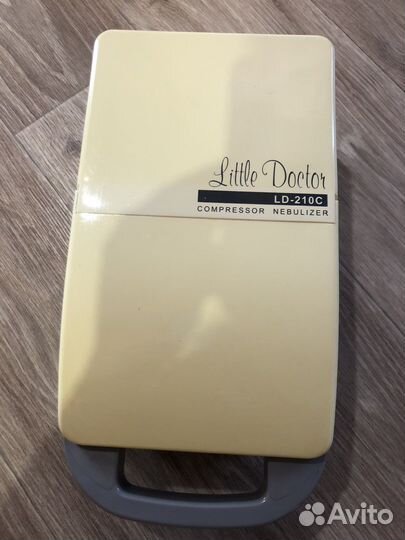 Little Doctor
LD-210C
COMPRESSOR NEBULIZER
Avito